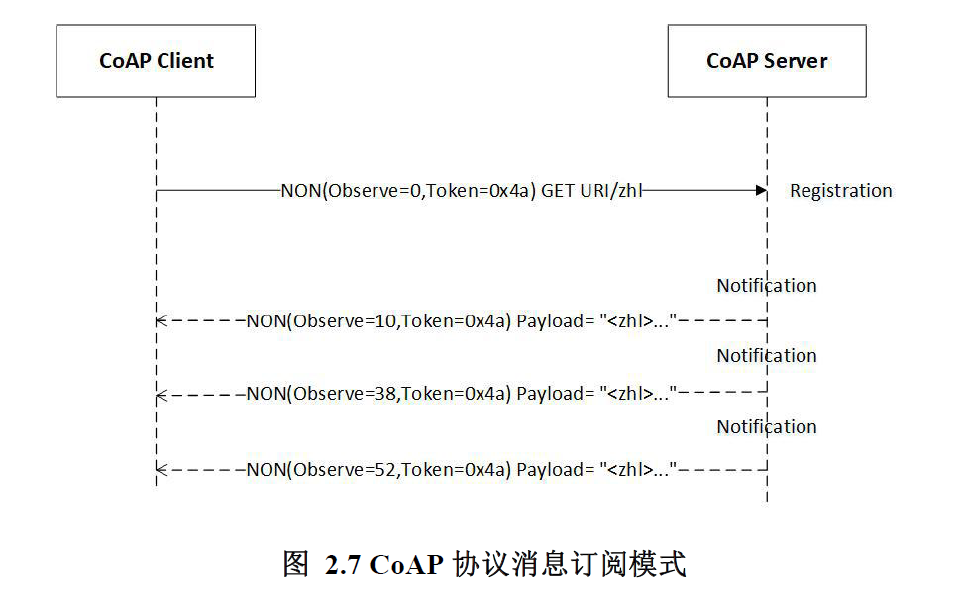 CoAP Client
CoAP Server
NON(Observe=0,Token=0x4a) GET URI/zhl
Registration
Notification
NON(Observe=10,Token=0x4a) Payload= "<zhl>..."
Notification
NON(Observe=38,Token=0x4a) Payload= "<zhl>..."
Notification
NON(Observe=52,Token=0x4a) Payload= "<zhl>..."
图 2.7 CoAP 协议消息订阅模式